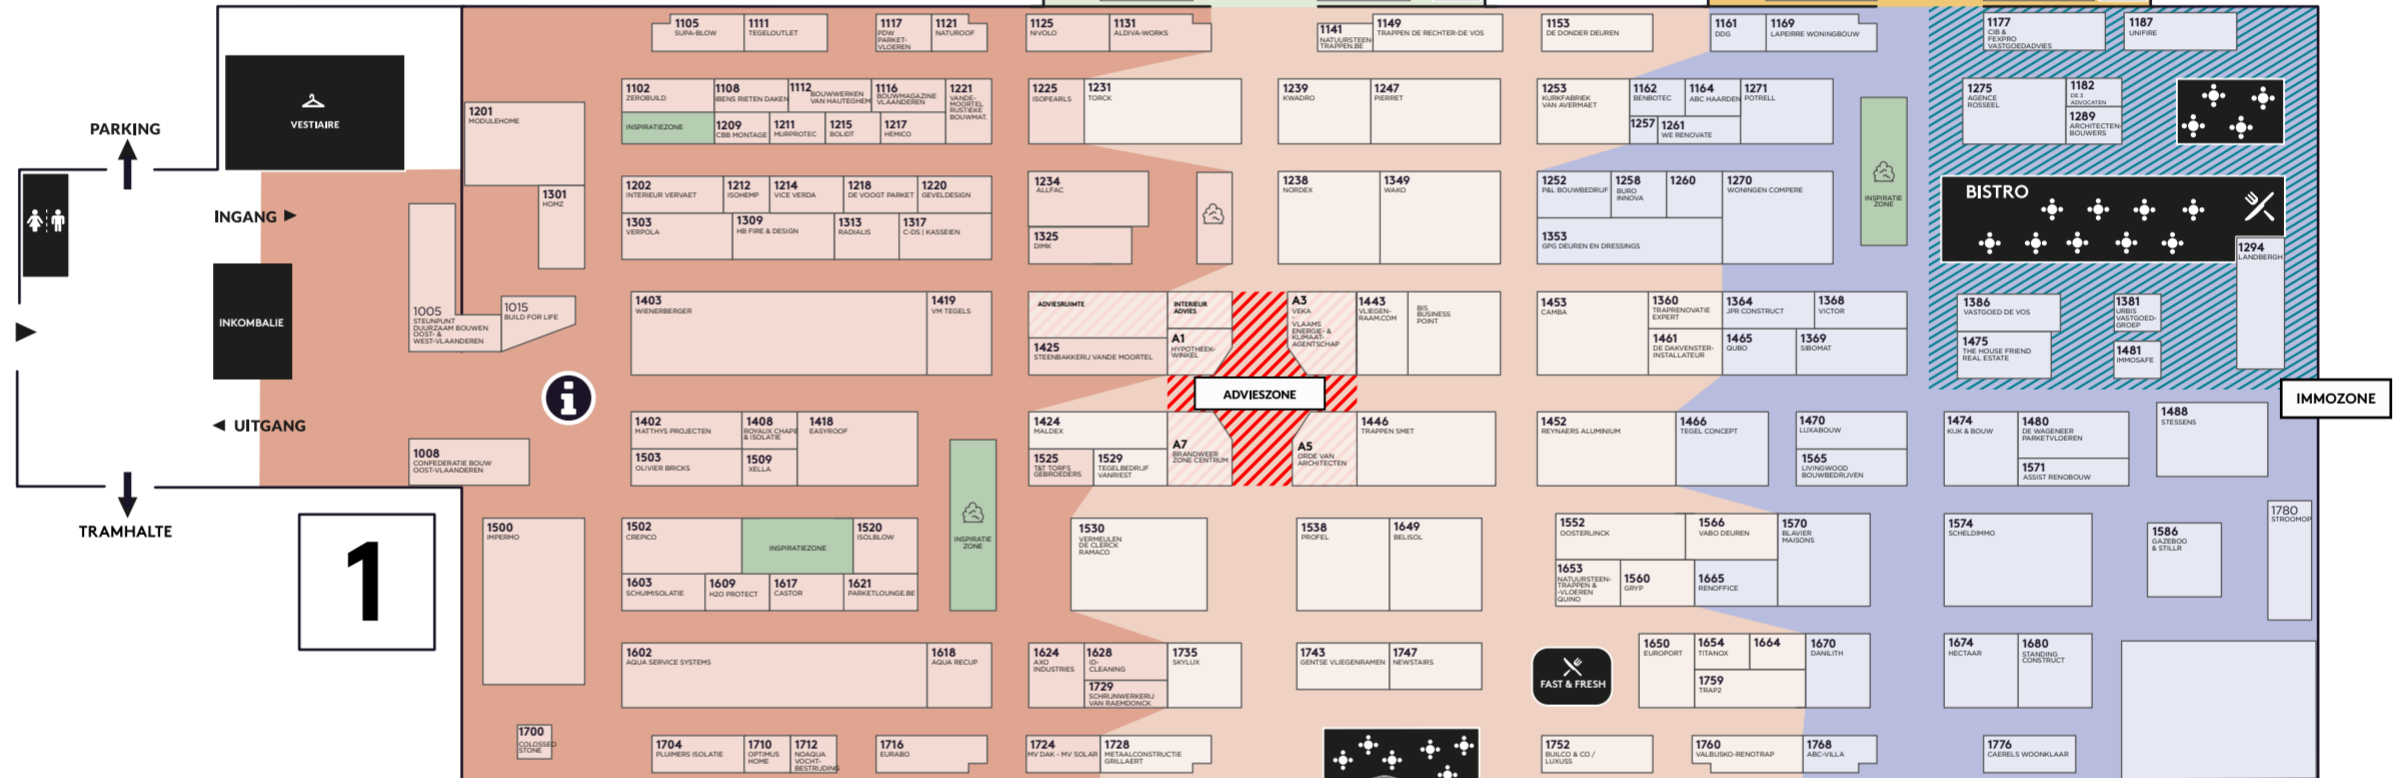 1105
SUPA-BLOW
1111
TEGELOUTLET
1117
PDW
PARKET-
VLOEREN
1121
NATUROOF
1125
NIVOLO
1131
ALDIVA-WORKS
1141
NATUURSTEEN-
TRAPPEN.BE
1149
TRAPPEN DE RECHTER-DE VOS
1153
DE DONDER DEUREN
1161
DDG
1169
LAPEIRRE WONINGBOUW
1177
CIB &
FEXPRO
VASTGOEDADVIES
1187
UNIFIRE
VESTIAIRE
PARKING
1201
MODULEHOME
1102
ZEROBUILD
1108
IBENS RIETEN DAKEN
1112
BOUWWERKEN
VAN HAUTEGHEM
1116
BOUWMAGAZINE
VLAANDEREN
1221
VANDE-
MOORTEL
RUSTIEKE
BOUWMAT.
INSPIRATIEZONE
1209
CBB MONTAGE
1211
MURPROTEC
1215
BOLIDT
1217
HEMICO
1225
ISOPEARLS
1231
TORCK
1239
KWADRO
1247
PIERRET
1253
KURKFABRIEK
VAN AVERMAET
1162
BENBOTEC
1164
ABC HAARDEN
1271
POTRELL
1257
1261
WE RENOVATE
1275
AGENCE
ROSSEEL
1182
DE 3
ADVOCATEN
1289
ARCHITECTEN-
BOUWERS
INGANG
1301
HOMZ
1202
INTERIEUR VERVAET
1212
ISOHEMP
1214
VICE VERDA
1218
DE VOOGT PARKET
1220
GEVELDESIGN
1303
VERPOLA
1309
HB FIRE & DESIGN
1313
RADIALIS
1317
C-DS | KASSEIEN
1234
ALLFAC
1325
DIMK
1238
NORDEX
1349
WAKO
1252
P&L BOUWBEDRIJF
1258
BURO
INNOVA
1260
1270
WONINGEN COMPERE
1353
GPG DEUREN EN DRESSINGS
INSPIRATIE
ZONE
BISTRO
1294
LANDBERGH
INKOMBALIE
1005
STEUNPUNT
DUURZAAM BOUWEN
OOST- &
WEST-VLAANDEREN
1015
BUILD FOR LIFE
1403
WIENERBERGER
1419
VM TEGELS
ADVIESRUIMTE
INTERIEUR
ADVIES
1425
STEENBAKKERIJ VANDE MOORTEL
A1
HYPOTHEEK-
WINKEL
A3
VEKA
-
VLAAMS
ENERGIE- &
KLIMAAT-
AGENTSCHAP
1443
VLIEGEN-
RAAM.COM
BIS
BUSINESS
POINT
1453
CAMBA
1360
TRAPRENOVATIE
EXPERT
1364
JPR CONSTRUCT
1368
VICTOR
1461
DE DAKVENSTER-
INSTALLATEUR
1465
QUBO
1369
SIBOMAT
1386
VASTGOED DE VOS
1381
URBIS
VASTGOED-
GROEP
1475
THE HOUSE FRIEND
REAL ESTATE
1481
IMMOSAFE
ADVIESZONE
IMMOZONE
UITGANG
1008
CONFEDERATIE BOUW
OOST-VLAANDEREN
1402
MATTHYS PROJECTEN
1408
ROYAUX CHAPE
& ISOLATIE
1418
EASYROOF
1503
OLIVIER BRICKS
1509
XELLA
1424
MALDEX
1525
T&T TORFS
GEBROEDERS
1529
TEGELBEDRIJF
VANRIEST
A7
BRANDWEER
ZONE CENTRUM
A5
ORDE VAN
ARCHITECTEN
1446
TRAPPEN SMET
1452
REYNAERS ALUMINIUM
1466
TEGEL CONCEPT
1470
LUXABOUW
1565
LIVINGWOOD
BOUWBEDRIJVEN
1474
KIJK & BOUW
1480
DE WAGENEER
PARKETVLOEREN
1571
ASSIST RENOBOUW
1488
STESSENS
TRAMHALTE
1
1500
IMPERMO
1502
CREPICO
INSPIRATIEZONE
1520
ISOLBLOW
1603
SCHUIMISOLATIE
1609
H2O PROTECT
1617
CASTOR
1621
PARKETLOUNGE.BE
INSPIRATIE
ZONE
1530
VERMEULEN
DE CLERCK
RAMACO
1538
PROFEL
1649
BELISOL
1552
OOSTERLINCK
1566
VABO DEUREN
1570
BLAVIER
MAISONS
1653
NATUURSTEEN-
TRAPPEN &
-VLOEREN
QUINO
1560
GRYP
1665
RENOFFICE
1574
SCHELDIMMO
1586
GAZEBOO
& STILLR
1780
STROOMOP
1602
AQUA SERVICE SYSTEMS
1618
AQUA RECUP
1624
AXO
INDUSTRIES
1628
ID-
CLEANING
1729
SCHRIJNWERKERIJ
VAN RAEMDONCK
1735
SKYLUX
1743
GENTSE VLIEGENRAMEN
1747
NEWSTAIRS
FAST & FRESH
1650
EUROPORT
1654
TITANOX
1664
1759
TRAP2
1670
DANILITH
1674
HECTAAR
1680
STANDING
CONSTRUCT
1700
COLOSSEO
STONE
1704
PLUIMERS ISOLATIE
1710
OPTIMUS
HOME
1712
NOAQUA
VOCHT-
BESTRIJDING
1716
EURABO
1724
MV DAK - MV SOLAR
1728
METAALCONSTRUCTIE
GRILLAERT
1752
BUILCO & CO /
LUXUSS
1760
VALBUSKO-RENOTRAP
1768
ABC-VILLA
1776
CAERELS WOONKLAAR